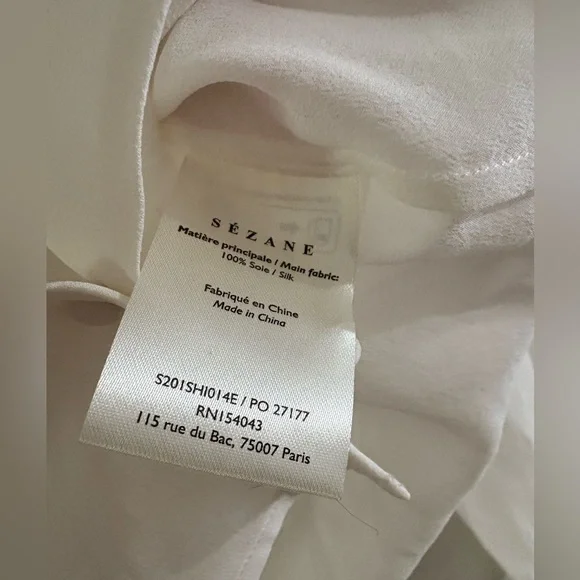 SÉZANE
Matière principale / Main fabric:
100% Soie / Silk
Fabriqué en Chine
Made in China
S201SHI014E / PO 27177
RN154043
115 rue du Bac, 75007 Paris